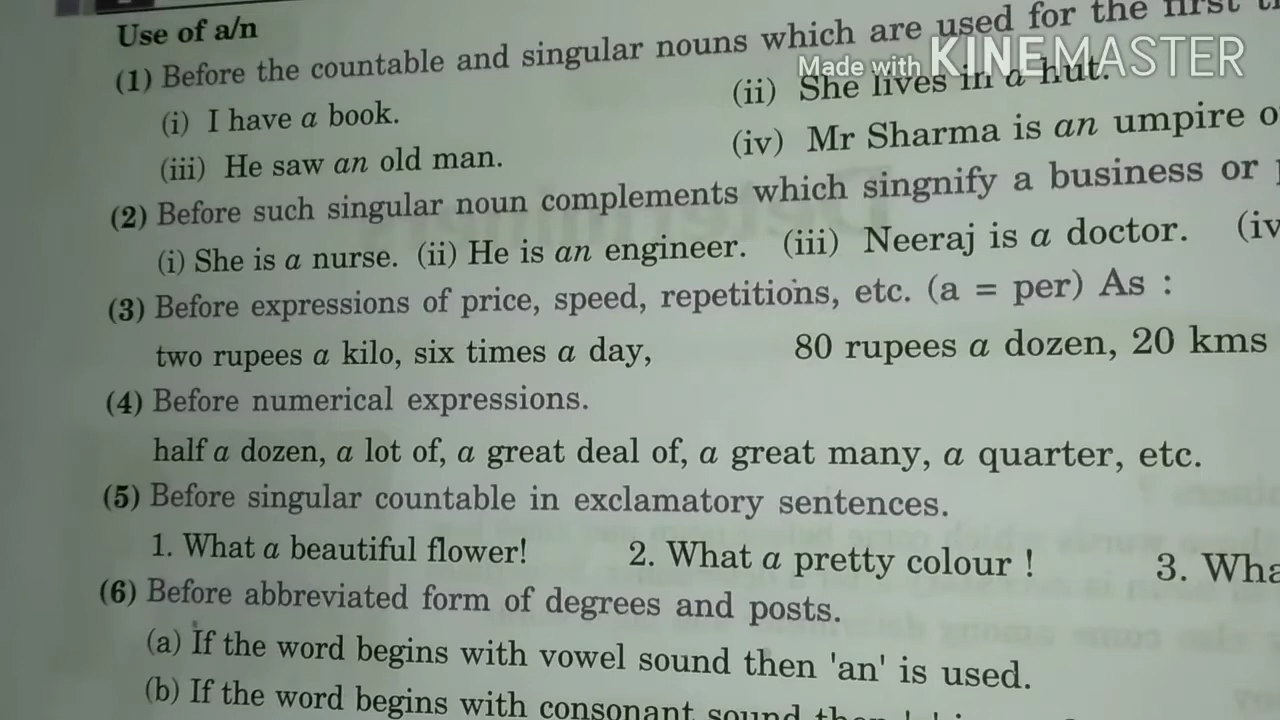 Use of a/n
(1) Before the countable and singular nouns which are used for the first
Made with KINEMASTER
(i) I have a book. (ii) She lives in a hut.
(iii) He saw an old man. (iv) Mr Sharma is an umpire
(2) Before such singular noun complements which singnify a business or
(i) She is a nurse. (ii) He is an engineer. (iii) Neeraj is a doctor. (iv
(3) Before expressions of price, speed, repetitions, etc. (a = per) As :
two rupees a kilo, six times a day, 80 rupees a dozen, 20 kms
(4) Before numerical expressions.
half a dozen, a lot of, a great deal of, a great many, a quarter, etc.
(5) Before singular countable in exclamatory sentences.
1. What a beautiful flower! 2. What a pretty colour ! 3. Wha
(6) Before abbreviated form of degrees and posts.
(a) If the word begins with vowel sound then 'an' is used.
(b) If the word begins with consonant sound